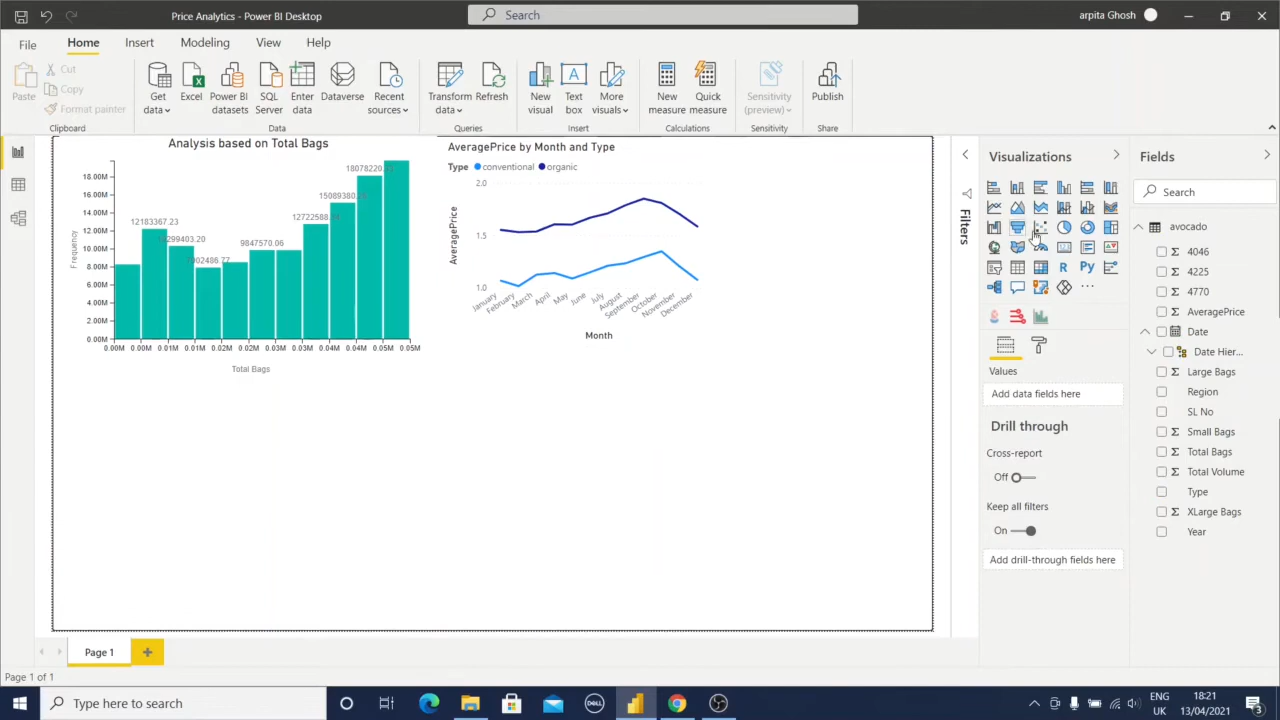 Price Analytics - Power BI Desktop
Search
arpita Ghosh
File
Home
Insert
Modeling
View
Help
Paste
Cut
Copy
Format painter
Clipboard
Get data
Excel
Power BI datasets
SQL Server
Enter data
Dataverse
Recent sources
Data
Transform data
Refresh
Queries
New visual
Text box
More visuals
Insert
New measure
Quick measure
Calculations
Sensitivity (preview)
Sensitivity
Publish
Share
Analysis based on Total Bags
Frequency
18.00M
16.00M
14.00M
12.00M
10.00M
8.00M
6.00M
4.00M
2.00M
0.00M
12183367.23
9847570.06
0.00M 0.00M 0.01M 0.01M 0.02M 0.02M 0.03M 0.03M 0.04M 0.04M 0.05M 0.05M
Total Bags
AveragePrice by Month and Type
Type conventional organic
AveragePrice
2.0
1.5
1.0
January
February
March
April
May
June
July
August
September
October
November
December
Month
Filters
Visualizations
R
Py
Values
Add data fields here
Drill through
Cross-report
Off
Keep all filters
On
Add drill-through fields here
Fields
Search
avocado
4046
4225
4770
AveragePrice
Date
Date Hier...
Large Bags
Region
SL No
Small Bags
Total Bags
Total Volume
Type
XLarge Bags
Year
Page 1
Page 1 of 1
Type here to search
DELL
ENG
UK
18:21
13/04/2021
3